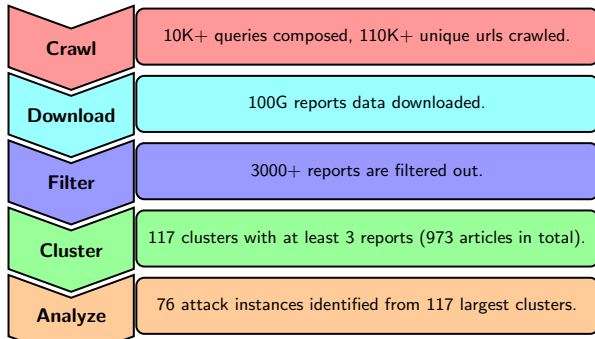 Crawl
10K+ queries composed, 110K+ unique urls crawled.
Download
100G reports data downloaded.
Filter
3000+ reports are filtered out.
Cluster
117 clusters with at least 3 reports (973 articles in total).
Analyze
76 attack instances identified from 117 largest clusters.